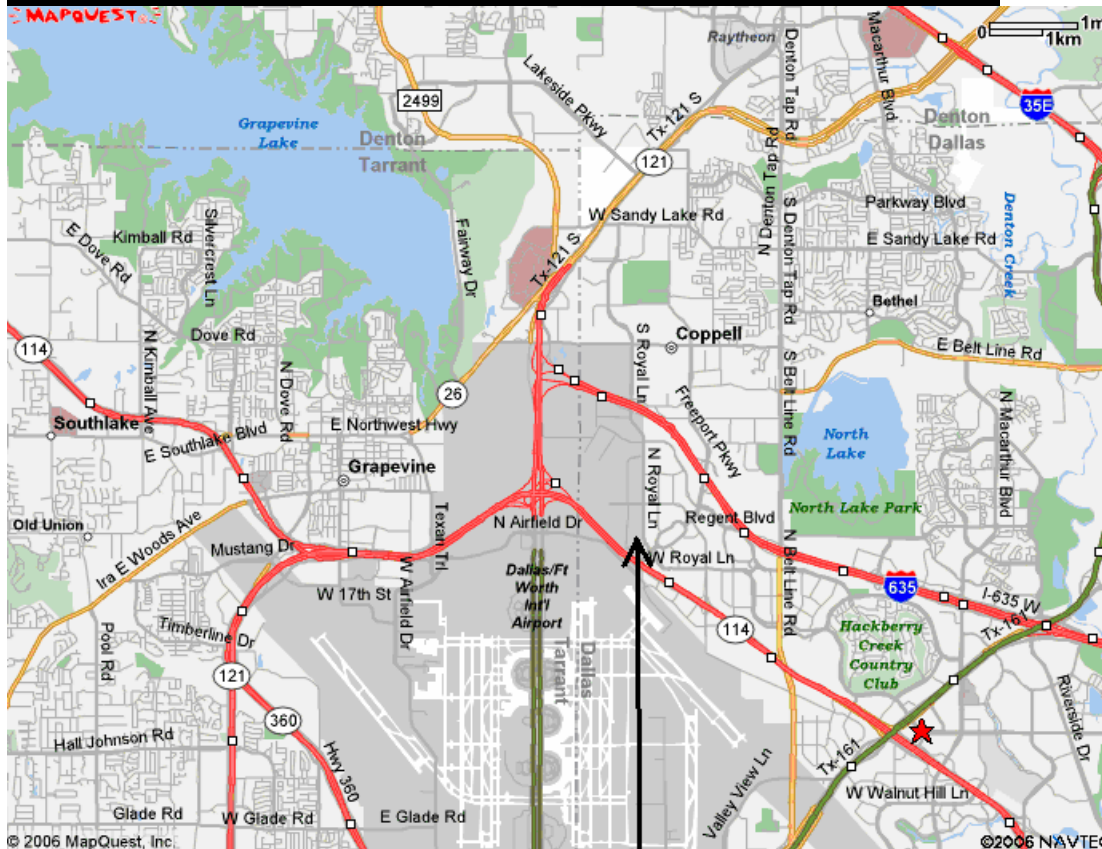 MAPQUEST
0 1m
1km
Raytheon
Macarthur Blvd
Denton Tap Rd
Lakeside Pkwy
Tx-121 S
2499
35E
Grapevine
Lake
Denton
Tarrant
Denton
Dallas
121
N Denton Tap Rd
S Denton Tap Rd
Parkway Blvd
Denton Creek
W Sandy Lake Rd
E Sandy Lake Rd
Kimball Rd
Silvercrest Ln
E Dove Rd
Fairway Dr
Tx-121 S
Bethel
Dove Rd
114
N Kimball Ave
N Dove Rd
S Royal Ln
Coppell
S Belt Line Rd
E Belt Line Rd
26
Freeport Pkwy
N Macarthur Blvd
Southlake
E Southlake Blvd
E Northwest Hwy
North
Lake
Grapevine
N Royal Ln
North Lake Park
Old Union
Ira E Woods Ave
Mustang Dr
Texan Trl
N Airfield Dr
Regent Blvd
N Belt Line Rd
W Airfield Dr
W Royal Ln
Dallas/Ft
Worth
Int'l
Airport
W 17th St
635
I-635 W
Timberline Dr
Pool Rd
114
Hackberry
Creek
Country
Club
Tx-161
Tarrant
Dallas
121
360
Riverside Dr
Hall Johnson Rd
Hwy 360
Tx-161
Valley View Ln
W Walnut Hill Ln
Glade Rd
W Glade Rd
E Glade Rd
© 2006 MapQuest, Inc.
©2006 NAVTEQ